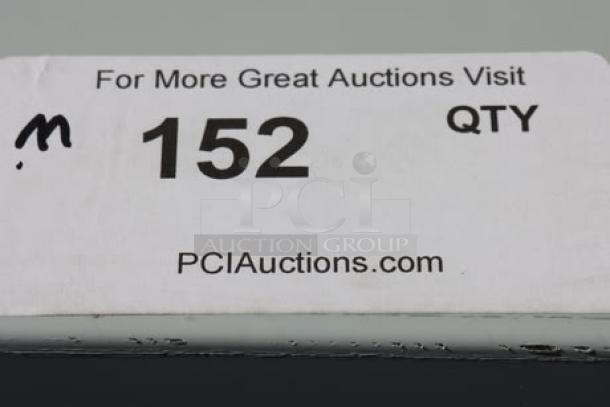 For More Great Auctions Visit
152
QTY
PCI
AUCTION GROUP
PCIAuctions.com